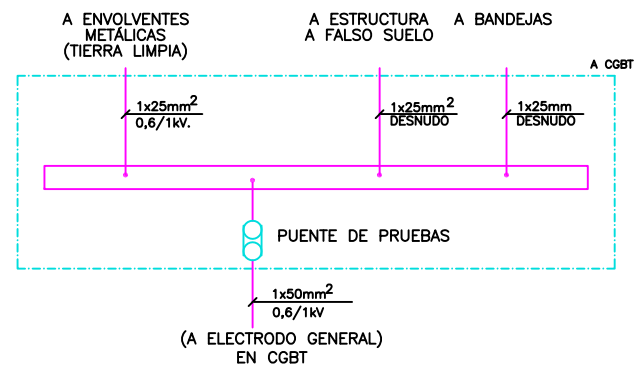 A ENVOLVENTES
METÁLICAS
(TIERRA LIMPIA)
A ESTRUCTURA
A FALSO SUELO
A BANDEJAS
A CGBT
1x25mm²
0,6/1kV.
1x25mm²
DESNUDO
1x25mm
DESNUDO
PUENTE DE PRUEBAS
1x50mm²
0,6/1kV
(A ELECTRODO GENERAL)
EN CGBT